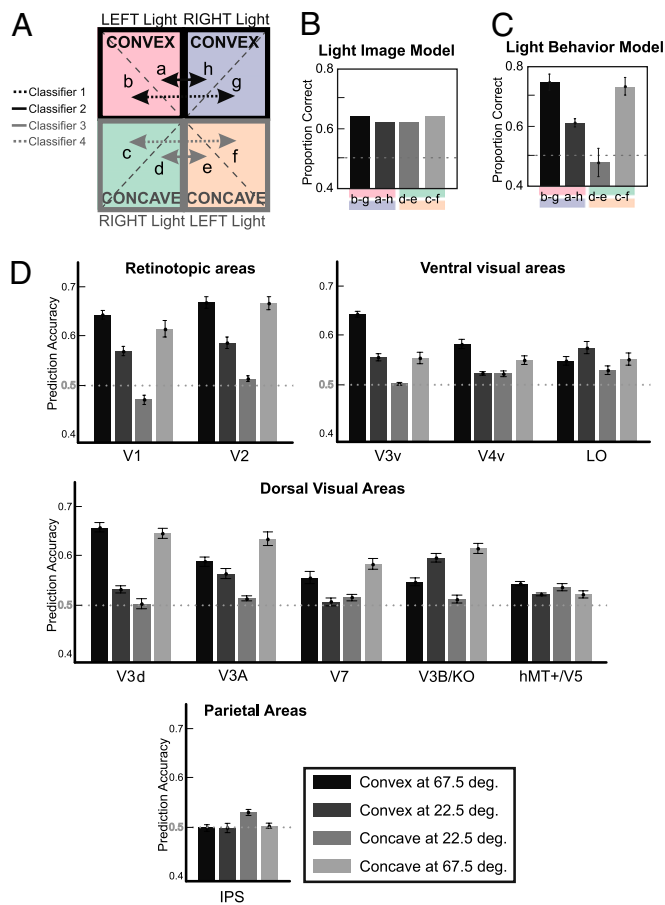 A
LEFT Light RIGHT Light
CONVEX CONVEX
a h
b g
Classifier 1
Classifier 2
Classifier 3
Classifier 4
c f
d e
CONCAVE CONCAVE
RIGHT Light LEFT Light
B
Light Image Model
Proportion Correct
0.8
0.6
0.4
b-g a-h d-e c-f
C
Light Behavior Model
Proportion Correct
0.8
0.6
0.4
b-g a-h d-e c-f
D
Retinotopic areas
Prediction Accuracy
0.7
0.6
0.5
0.4
V1 V2
Ventral visual areas
0.7
0.6
0.5
0.4
V3v V4v LO
Dorsal Visual Areas
Prediction Accuracy
0.7
0.6
0.5
0.4
V3d V3A V7 V3B/KO hMT+/V5
Parietal Areas
Prediction Accuracy
0.7
0.6
0.5
0.4
IPS
Convex at 67.5 deg.
Convex at 22.5 deg.
Concave at 22.5 deg.
Concave at 67.5 deg.